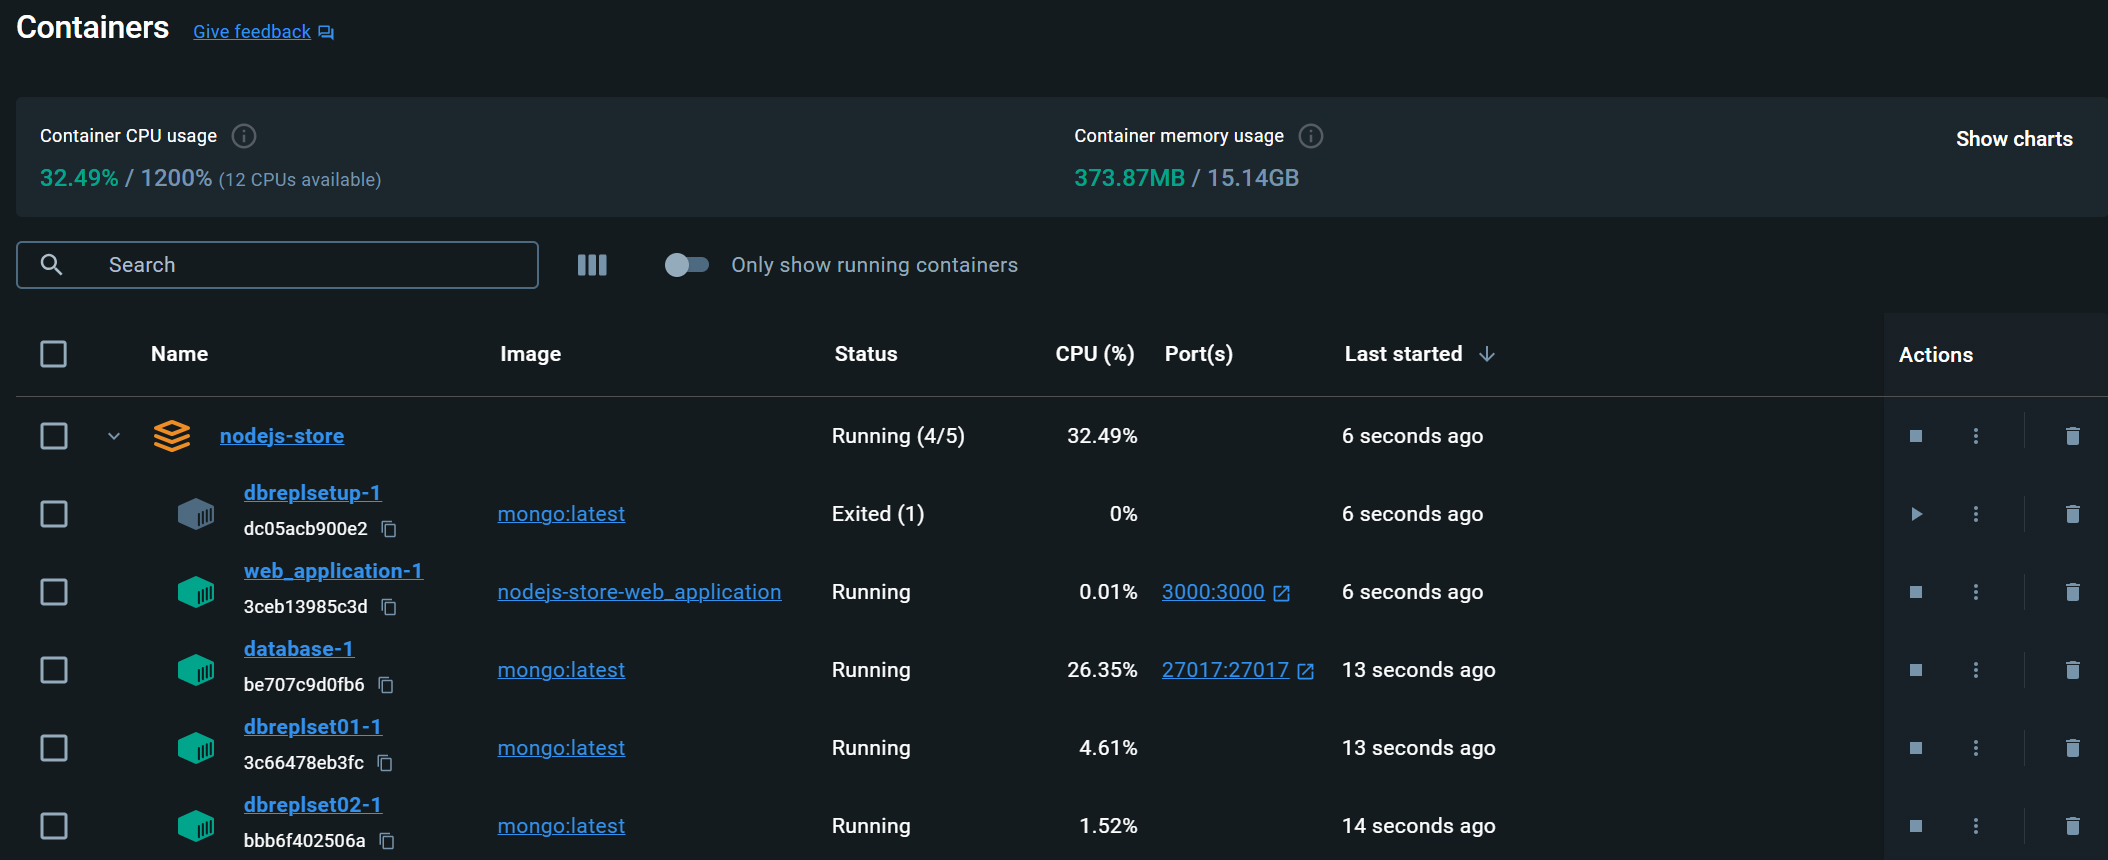 Containers Give feedback
Container CPU usage
32.49% / 1200% (12 CPUs available)
Container memory usage
373.87MB / 15.14GB
Show charts
Search Only show running containers
Name Image Status CPU (%) Port(s) Last started Actions
nodejs-store Running (4/5) 32.49% 6 seconds ago
dbreplsetup-1
dc05acb900e2 mongo:latest Exited (1) 0% 6 seconds ago
web_application-1
3ceb13985c3d nodejs-store-web_application Running 0.01% 3000:3000 6 seconds ago
database-1
be707c9d0fb6 mongo:latest Running 26.35% 27017:27017 13 seconds ago
dbreplset01-1
3c66478eb3fc mongo:latest Running 4.61% 13 seconds ago
dbreplset02-1
bbb6f402506a mongo:latest Running 1.52% 14 seconds ago